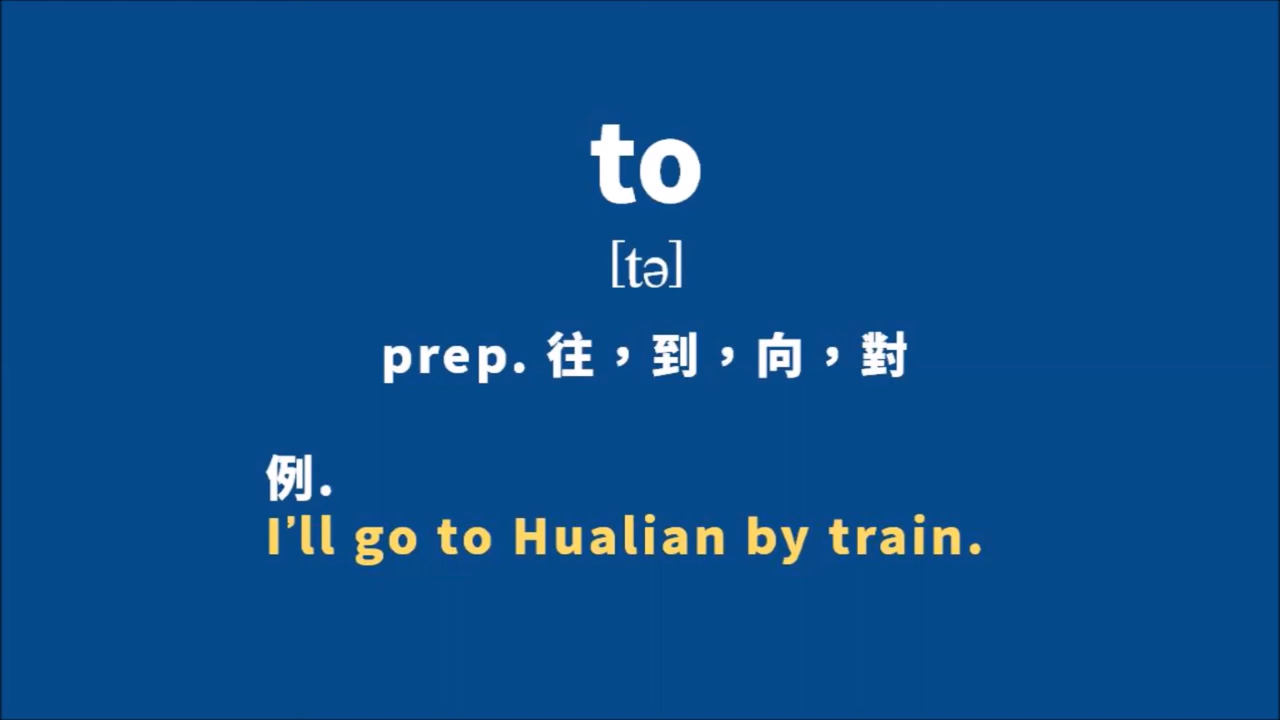 to
[tə]
prep. 往，到，向，對
例.
I’ll go to Hualian by train.